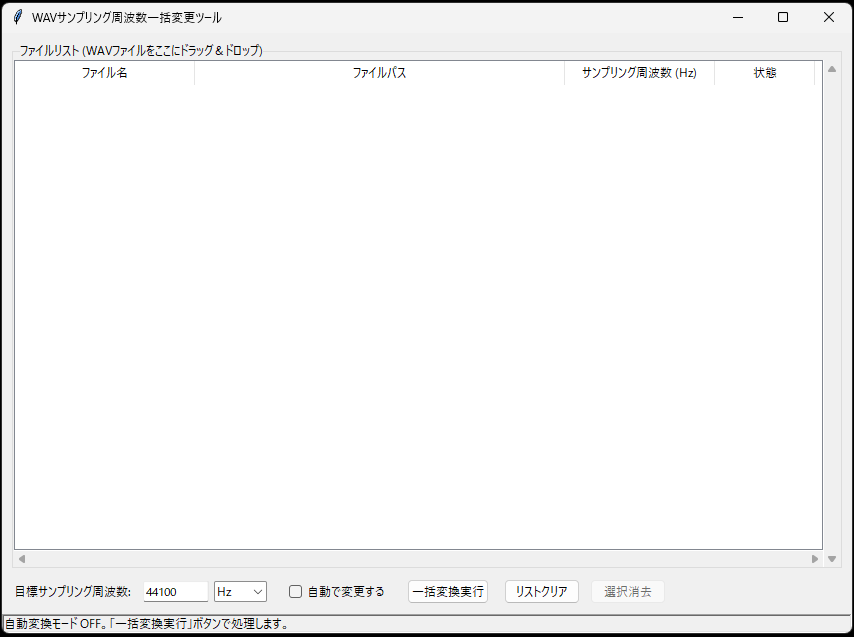 WAVサンプリング周波数一括変更ツール
ファイルリスト (WAVファイルをここにドラッグ＆ドロップ)
ファイル名 ファイルパス サンプリング周波数 (Hz) 状態
目標サンプリング周波数: 44100 Hz 自動で変更する 一括変換実行 リストクリア 選択消去
自動変換モードOFF。「一括変換実行」ボタンで処理します。